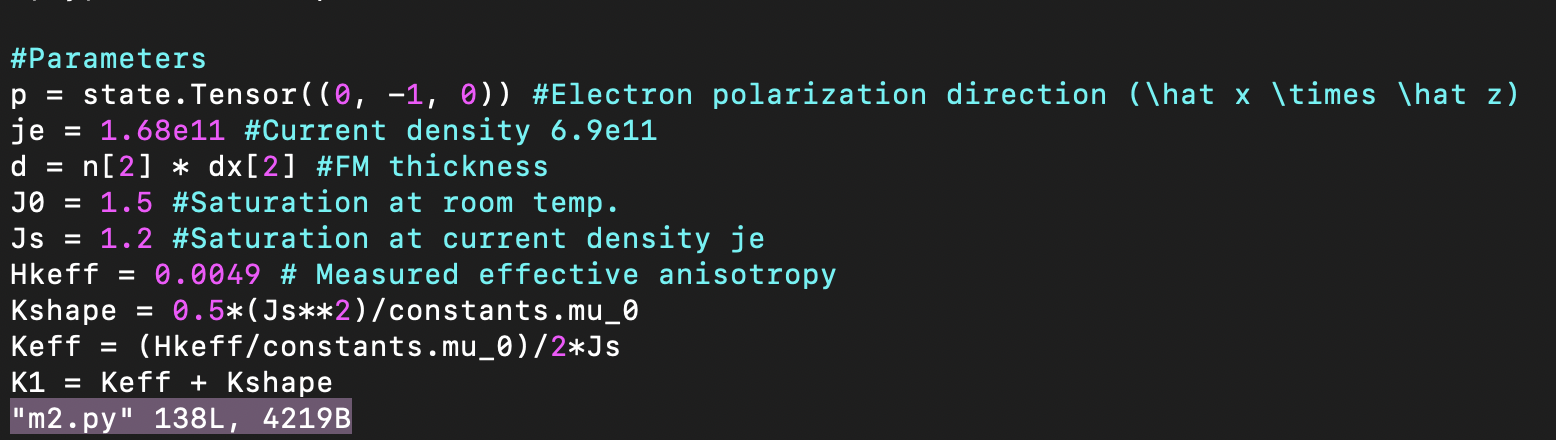 #Parameters
p = state.Tensor((0, -1, 0)) #Electron polarization direction (\hat x \times \hat z)
je = 1.68e11 #Current density 6.9e11
d = n[2] * dx[2] #FM thickness
J0 = 1.5 #Saturation at room temp.
Js = 1.2 #Saturation at current density je
Hkeff = 0.0049 # Measured effective anisotropy
Kshape = 0.5*(Js**2)/constants.mu_0
Keff = (Hkeff/constants.mu_0)/2*Js
K1 = Keff + Kshape
"m2.py" 138L, 4219B